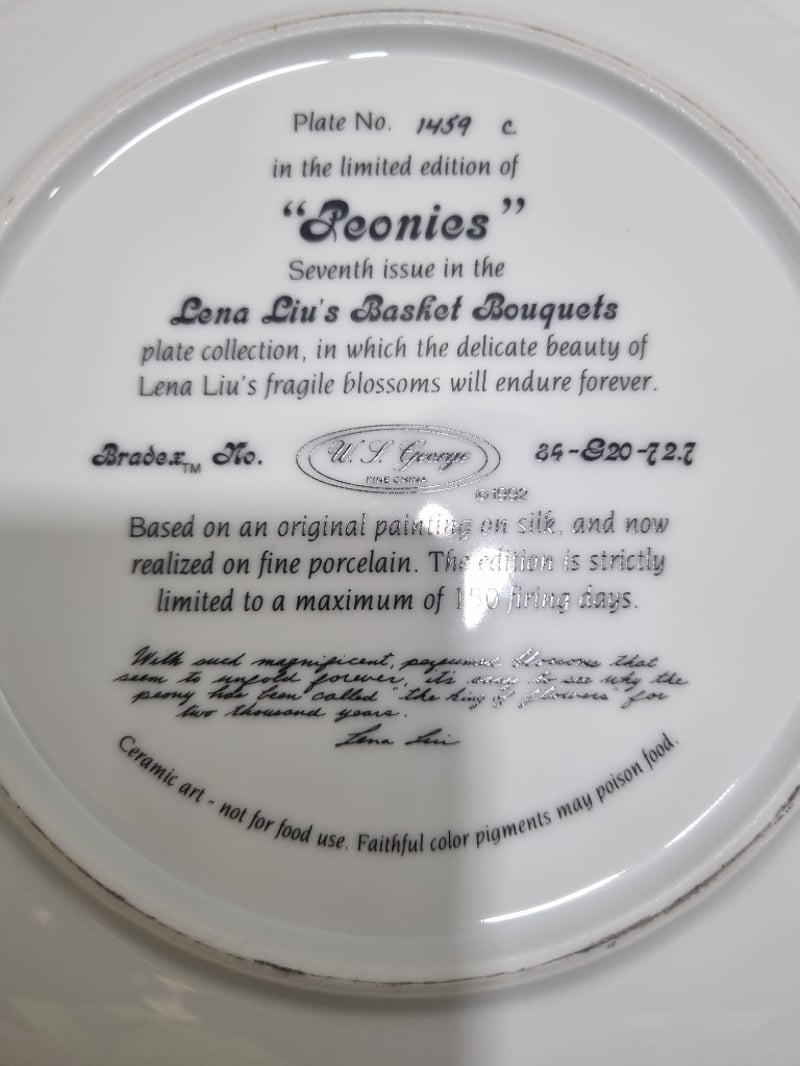 Plate No. 1459 C
in the limited edition of
“Peonies”
Seventh issue in the
Lena Liu's Basket Bouquets
plate collection, in which the delicate beauty of
Lena Liu's fragile blossoms will endure forever.
Bradex™ No. W. S. George 84-G20-72.7
FINE CHINA
©1992
Based on an original painting on silk, and now
realized on fine porcelain. The edition is strictly
limited to a maximum of 150 firing days.
With such magnificent, perfumed blossoms that
seem to unfold forever, it's easy to see why the
peony has been called "the king of flowers" for
two thousand years.
Lena Liu
Ceramic art - not for food use. Faithful color pigments may poison food.